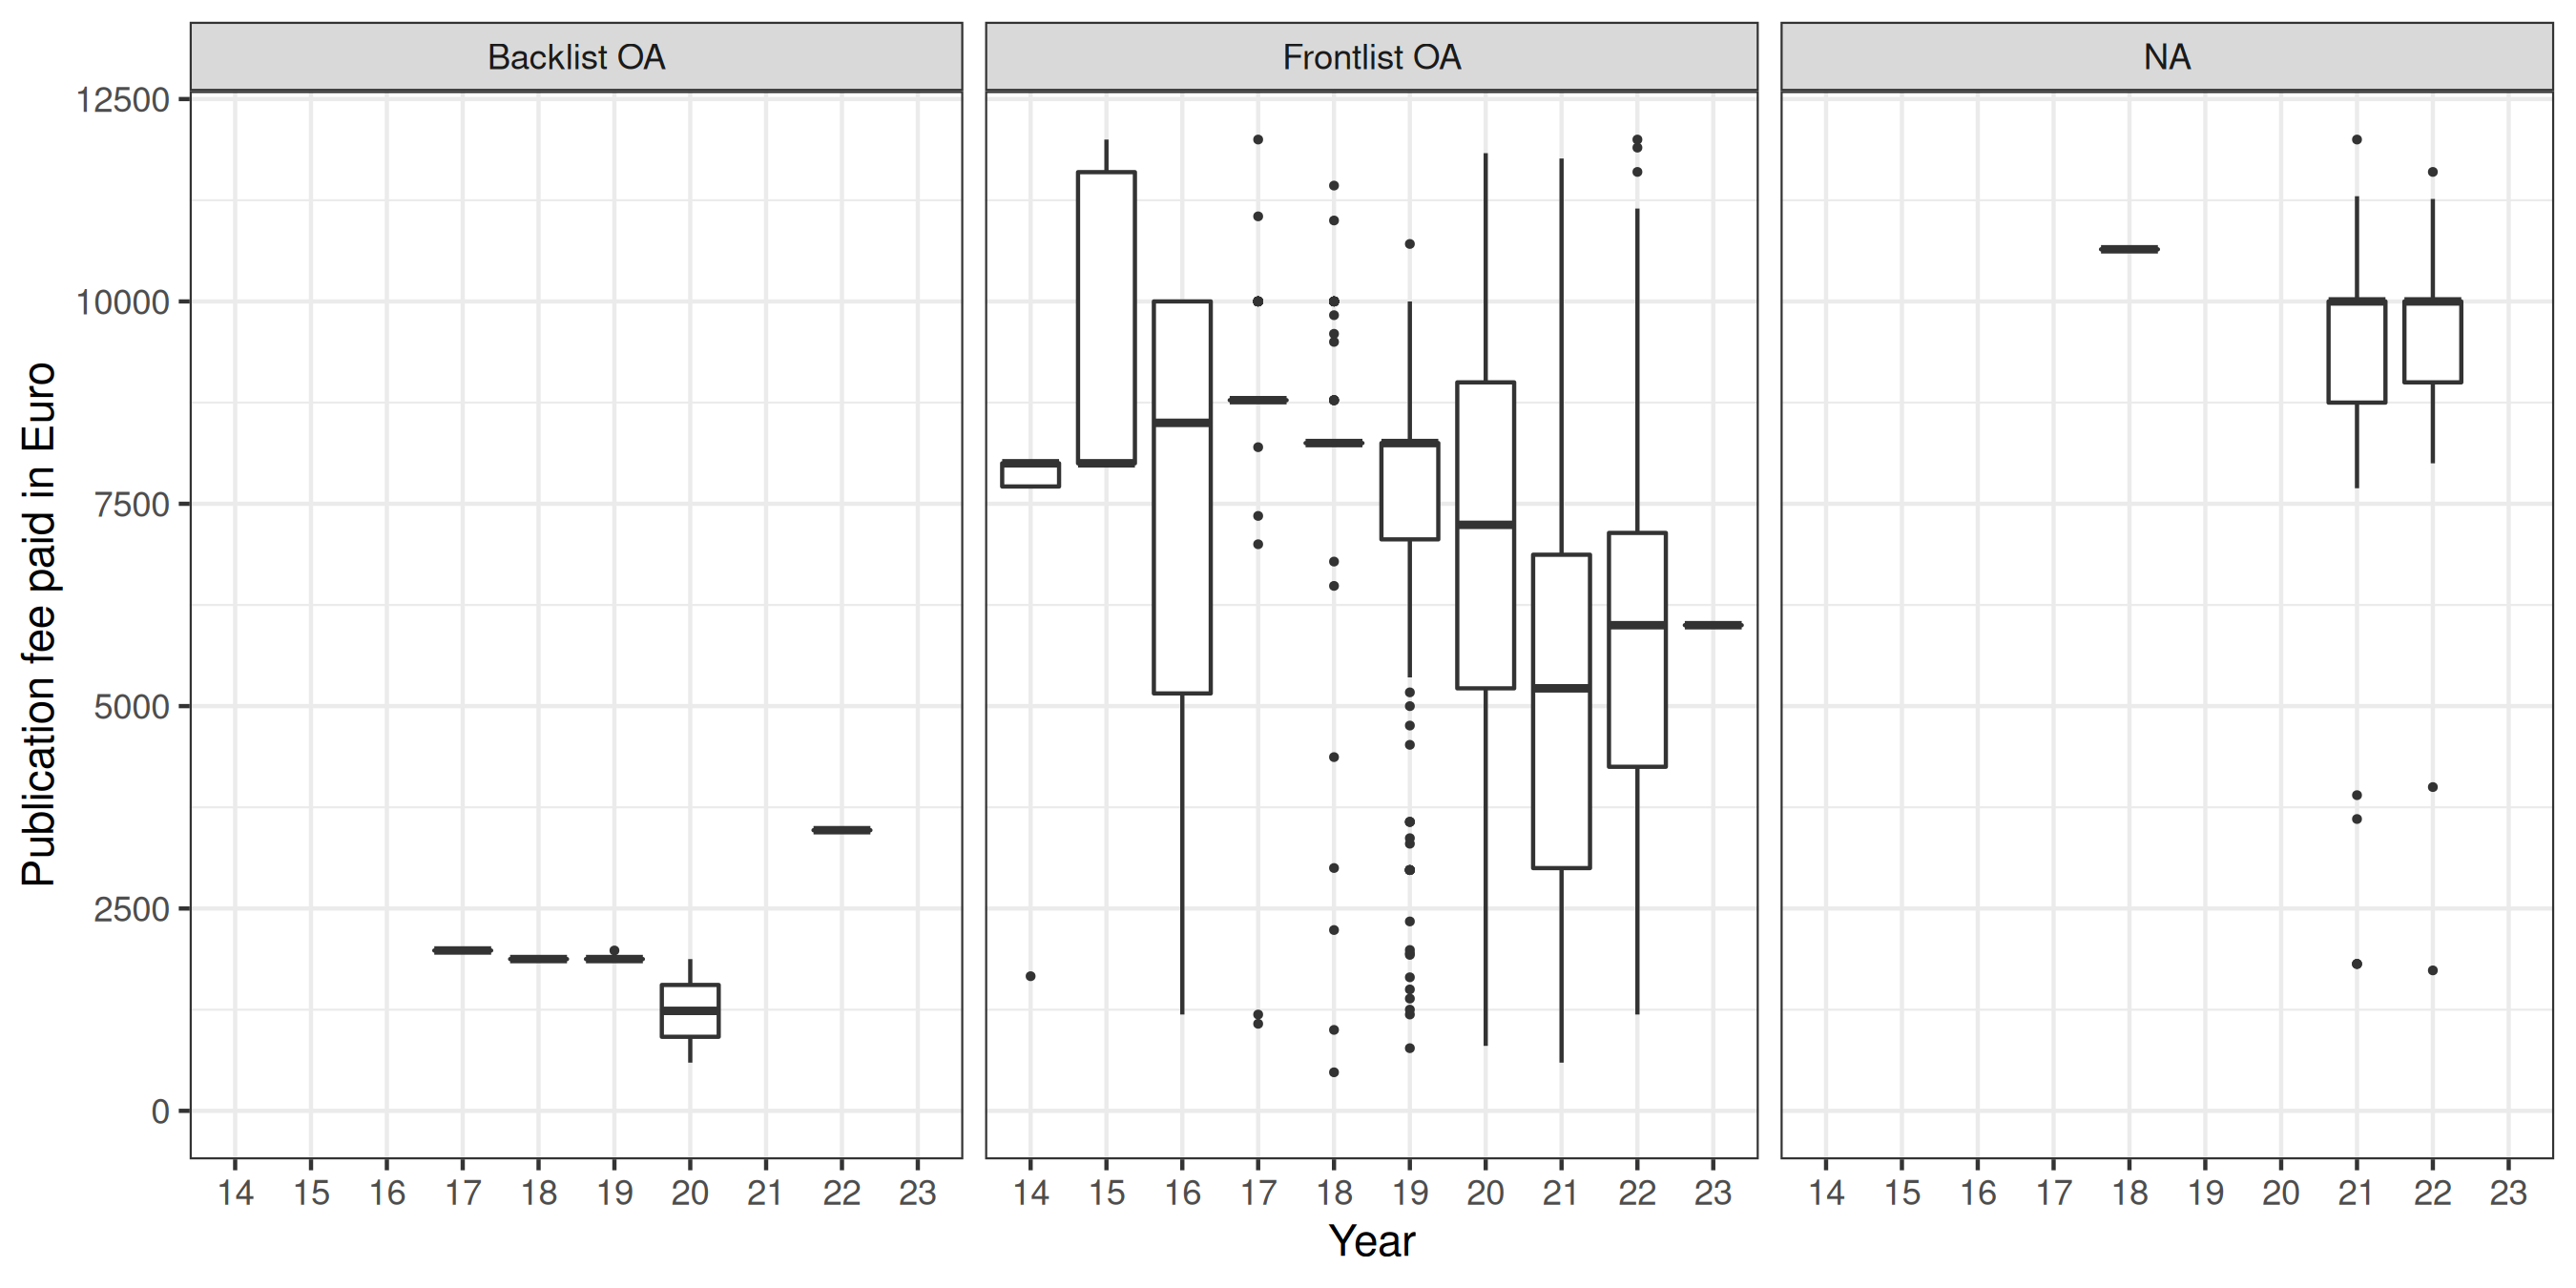 Backlist OA Frontlist OA NA
12500
10000
7500
5000
2500
0
Publication fee paid in Euro
14 15 16 17 18 19 20 21 22 23 14 15 16 17 18 19 20 21 22 23 14 15 16 17 18 19 20 21 22 23
Year